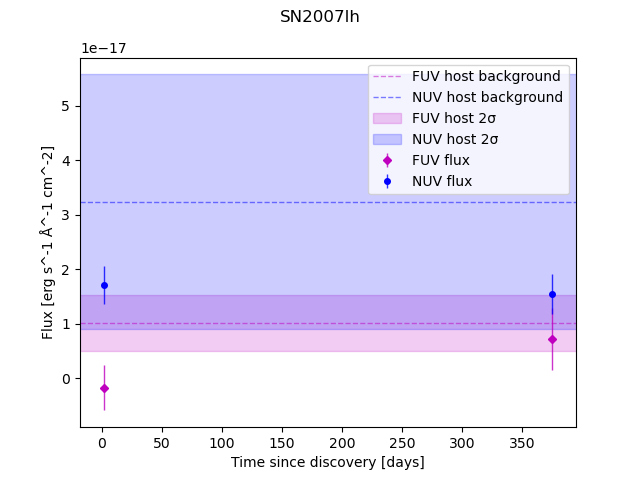 SN2007lh
1e−17
FUV host background
NUV host background
FUV host 2σ
NUV host 2σ
FUV flux
NUV flux
5
4
3
2
1
0
Flux [erg s^-1 Å^-1 cm^-2]
0 50 100 150 200 250 300 350
Time since discovery [days]